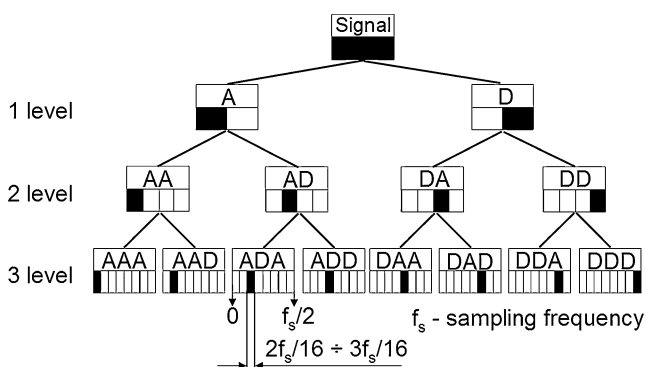 Signal
1 level A D
2 level AA AD DA DD
3 level AAA AAD ADA ADD DAA DAD DDA DDD
0 fs/2 fs - sampling frequency
2fs/16 ÷ 3fs/16